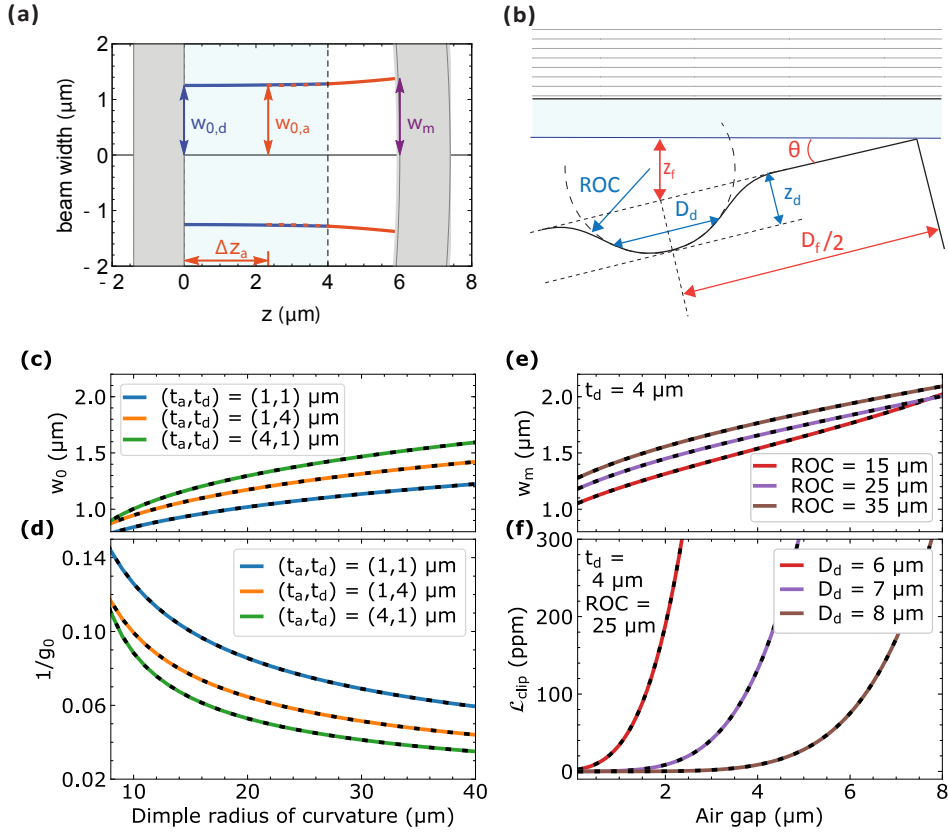 (a)
2
1
0
- 1
- 2
beam width (μm)
w0,d
w0,a
wm
Δza
- 2
0
2
4
6
8
z (μm)
(b)
θ
zf
ROC
zd
Dd
Df/2
(c)
2.0
1.5
1.0
w0 (μm)
(ta,td) = (1,1) μm
(ta,td) = (1,4) μm
(ta,td) = (4,1) μm
(d)
0.14
0.10
0.06
0.02
1/g0
(ta,td) = (1,1) μm
(ta,td) = (1,4) μm
(ta,td) = (4,1) μm
10
20
30
40
Dimple radius of curvature (μm)
(e)
2.0
1.5
1.0
wm (μm)
td = 4 μm
ROC = 15 μm
ROC = 25 μm
ROC = 35 μm
(f)
300
200
100
0
ℒclip (ppm)
td =
4 μm
ROC =
25 μm
Dd = 6 μm
Dd = 7 μm
Dd = 8 μm
2
4
6
8
Air gap (μm)